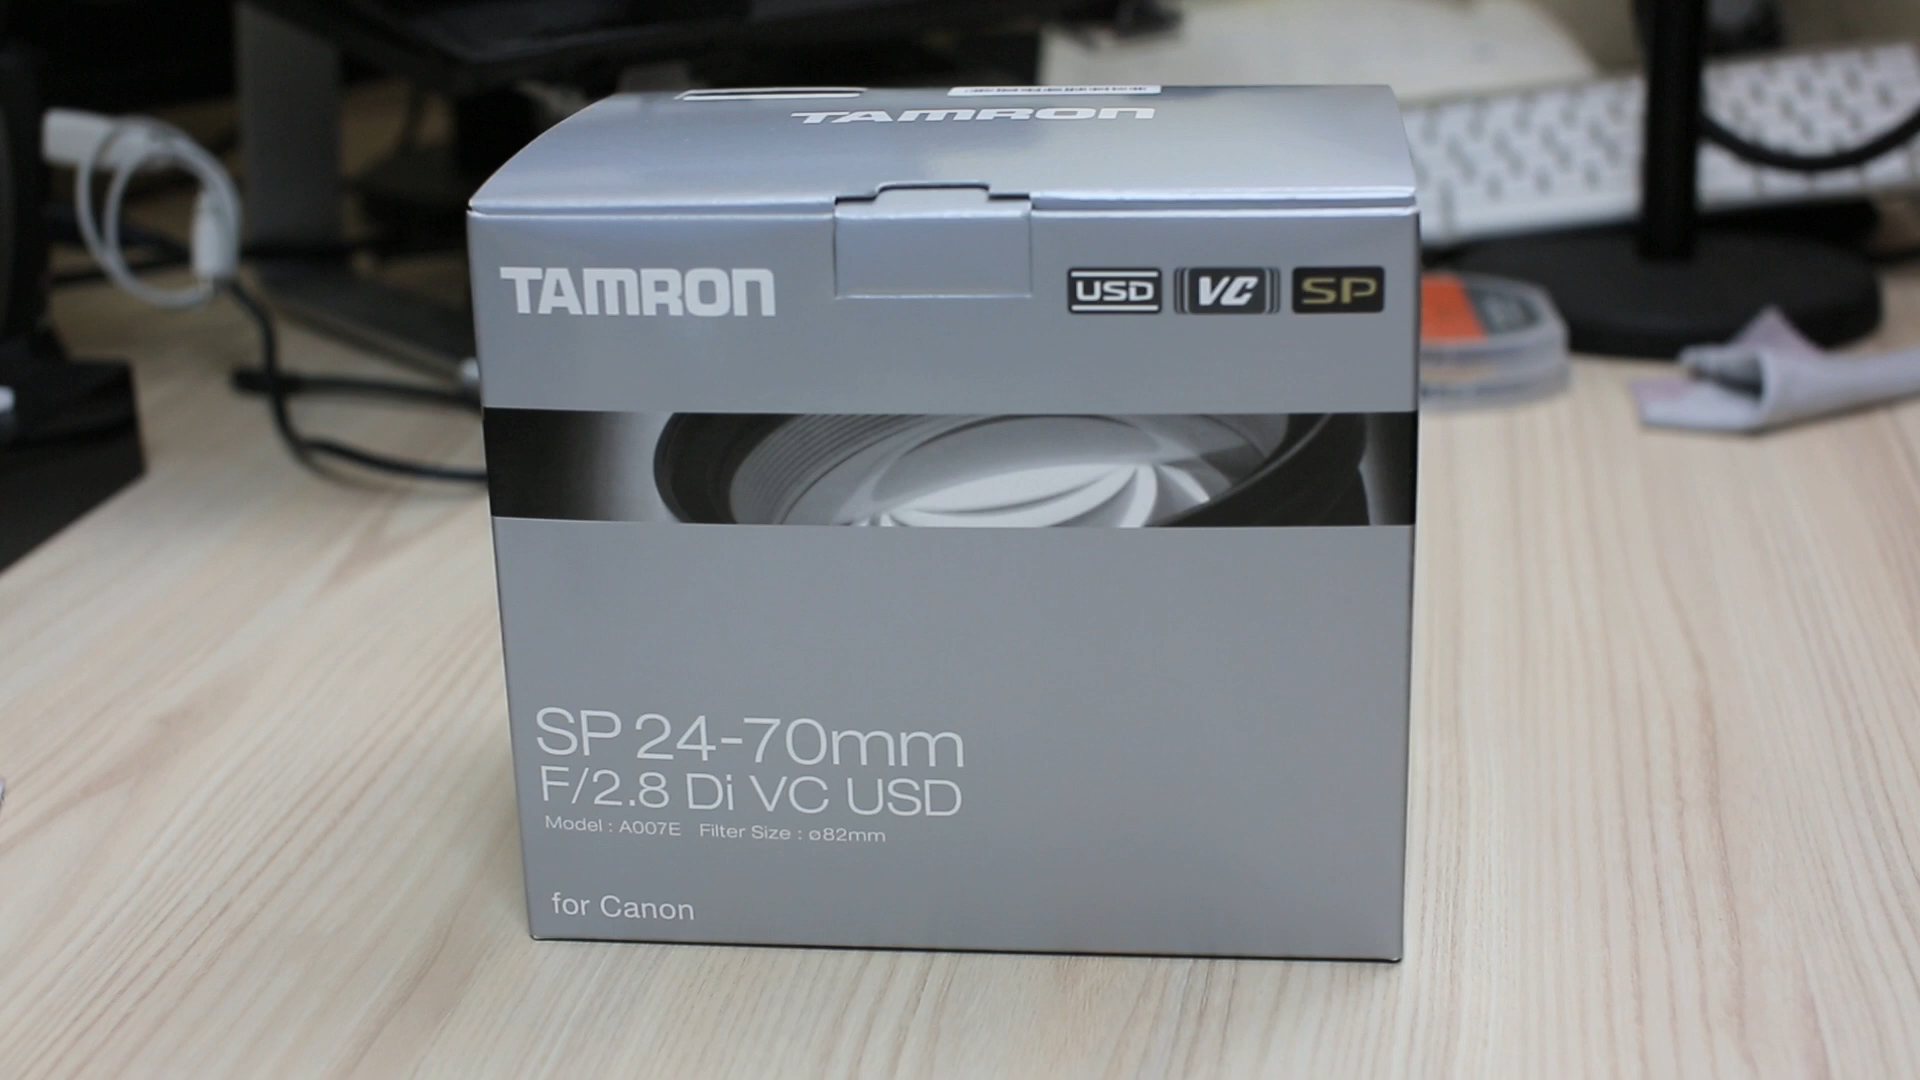 TAMRON
TAMRON
USD VC SP
SP 24-70mm
F/2.8 Di VC USD
Model : A007E Filter Size : ø82mm
for Canon